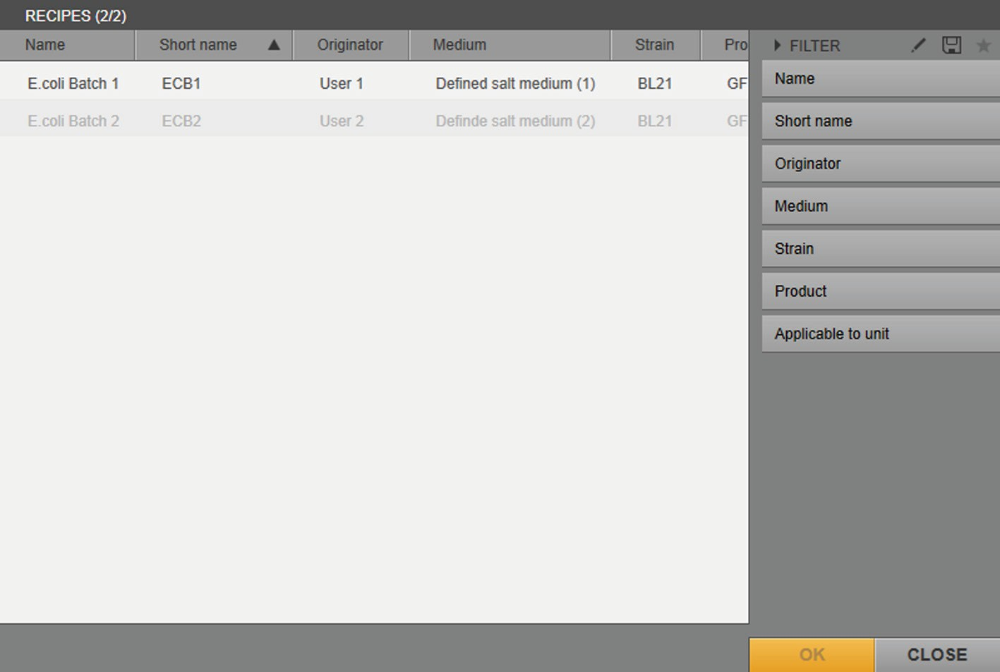 RECIPES (2/2)
Name Short name ▲ Originator Medium Strain Pro
E.coli Batch 1 ECB1 User 1 Defined salt medium (1) BL21 GF
E.coli Batch 2 ECB2 User 2 Definde salt medium (2) BL21 GF
FILTER
Name
Short name
Originator
Medium
Strain
Product
Applicable to unit
OK CLOSE